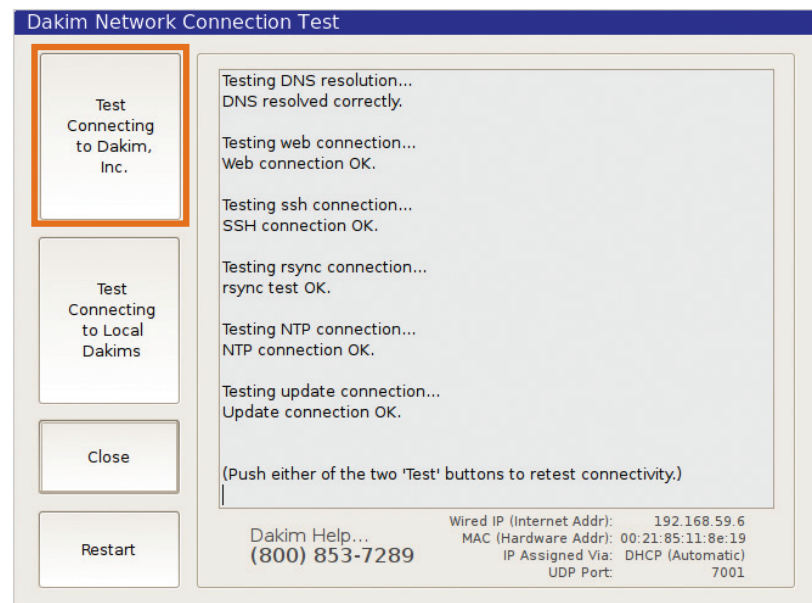 Dakim Network Connection Test
Test
Connecting
to Dakim,
Inc.
Test
Connecting
to Local
Dakims
Close
Restart
Testing DNS resolution...
DNS resolved correctly.
Testing web connection...
Web connection OK.
Testing ssh connection...
SSH connection OK.
Testing rsync connection...
rsync test OK.
Testing NTP connection...
NTP connection OK.
Testing update connection...
Update connection OK.
(Push either of the two 'Test' buttons to retest connectivity.)
Dakim Help...
(800) 853-7289
Wired IP (Internet Addr): 192.168.59.6
MAC (Hardware Addr): 00:21:85:11:8e:19
IP Assigned Via: DHCP (Automatic)
UDP Port: 7001